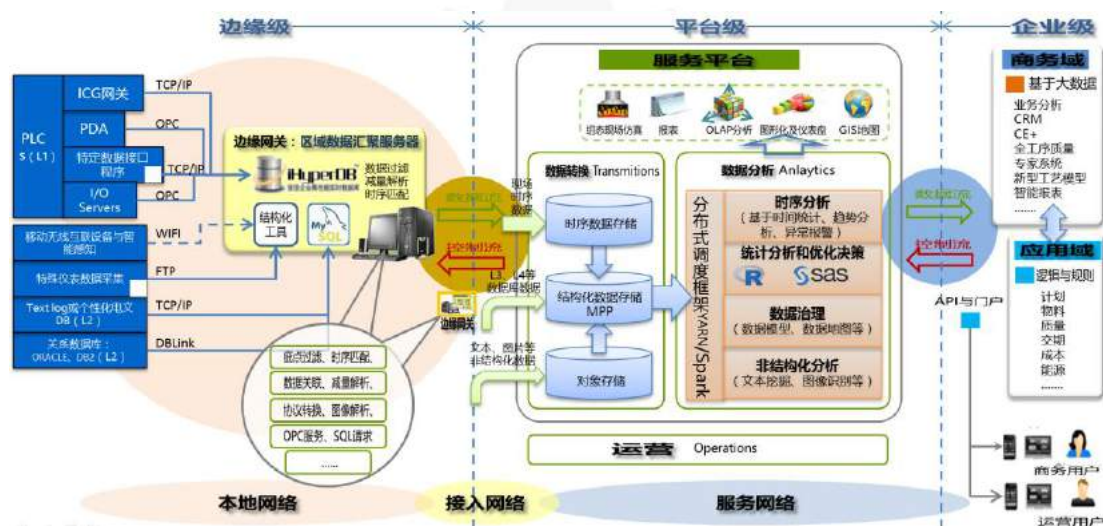 边缘级
平台级
企业级
PLC
S(L1)
ICG网关
PDA
特定数据接口
程序
I/O
Servers
移动无线互联设备与智
能感知
特殊仪表数据采集
Text log或个性化电文
DB(L2)
关系数据库:
ORACLE, DB2(L2)
TCP/IP
OPC
TCP/IP
OPC
WIFI
FTP
TCP/IP
DBLink
边缘网关:区域数据汇聚服务器
iHyperDB
数据过滤
减量解析
时序匹配
结构化
工具
MySQL
边缘网关
时序匹配、
数据关联、减量解析、
协议转换、图像解析、
OPC服务、SQL请求
......
现场
时序
数据
L3、L4等
数据库数据
文本、图片等
非结构化数据
服务平台
组态现场仿真
报表
OLAP分析
图形化及仪表盘
GIS地图
数据转换 Transmitions
时序数据存储
结构化数据存储
MPP
对象存储
数据分析 Anlaytics
分布式调度框架YARN/Spark
时序分析
(基于时间统计、趋势分
析、异常报警)
统计分析和优化决策
R
sas
数据治理
(数据模型、数据地图等)
非结构化分析
(文本挖掘、图像识别等)
运营 Operations
商务域
基于大数据
业务分析
CRM
CE+
全工序质量
专家系统
新型工艺模型
智能报表
.......
应用域
逻辑与规则
计划
物料
质量
交期
成本
能源
.......
API与门户
商务用户
运营用户
本地网络
接入网络
服务网络